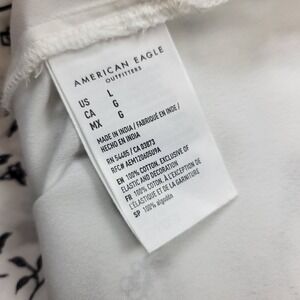 AMERICAN EAGLE
OUTFITTERS
US L
CA G
MX G
MADE IN INDIA / FABRIQUÉ EN INDE /
HECHO EN INDIA
RN 54485 / CA 03073
RFC# AEM120605U9A
EN 100% COTTON. EXCLUSIVE OF
ELASTIC AND DECORATION
FR 100% COTON. À L'EXCEPTION DE
L'ÉLASTIQUE ET DE LA GARNITURE
SP 100% algodón